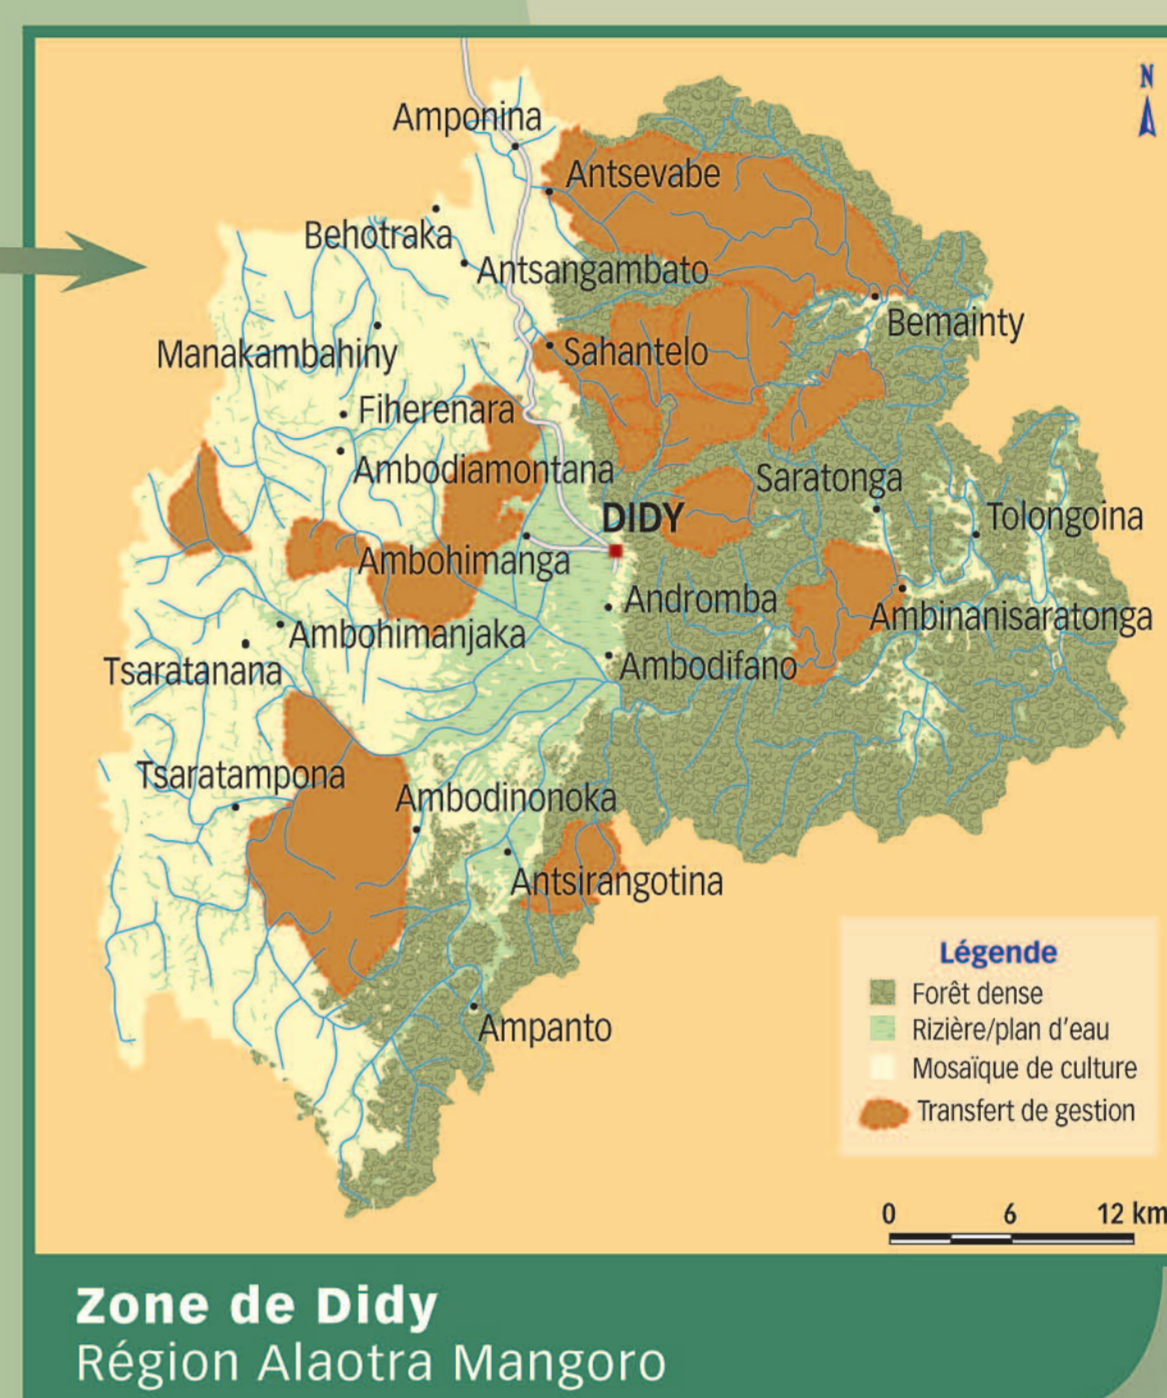 N
Amponina
Antsevabe
Behotraka
Antsangambato
Bemainty
Manakambahiny
Sahantelo
Fiherenara
Ambodiamontana
Saratonga
DIDY
Tolongoina
Ambohimanga
Andromba
Ambinanisaratonga
Ambohimanjaka
Tsaratanana
Ambodifano
Tsaratampona
Ambodinonoka
Antsirangotina
Ampanto
Légende
Forêt dense
Rizière/plan d'eau
Mosaïque de culture
Transfert de gestion
0 6 12 km
Zone de Didy
Région Alaotra Mangoro